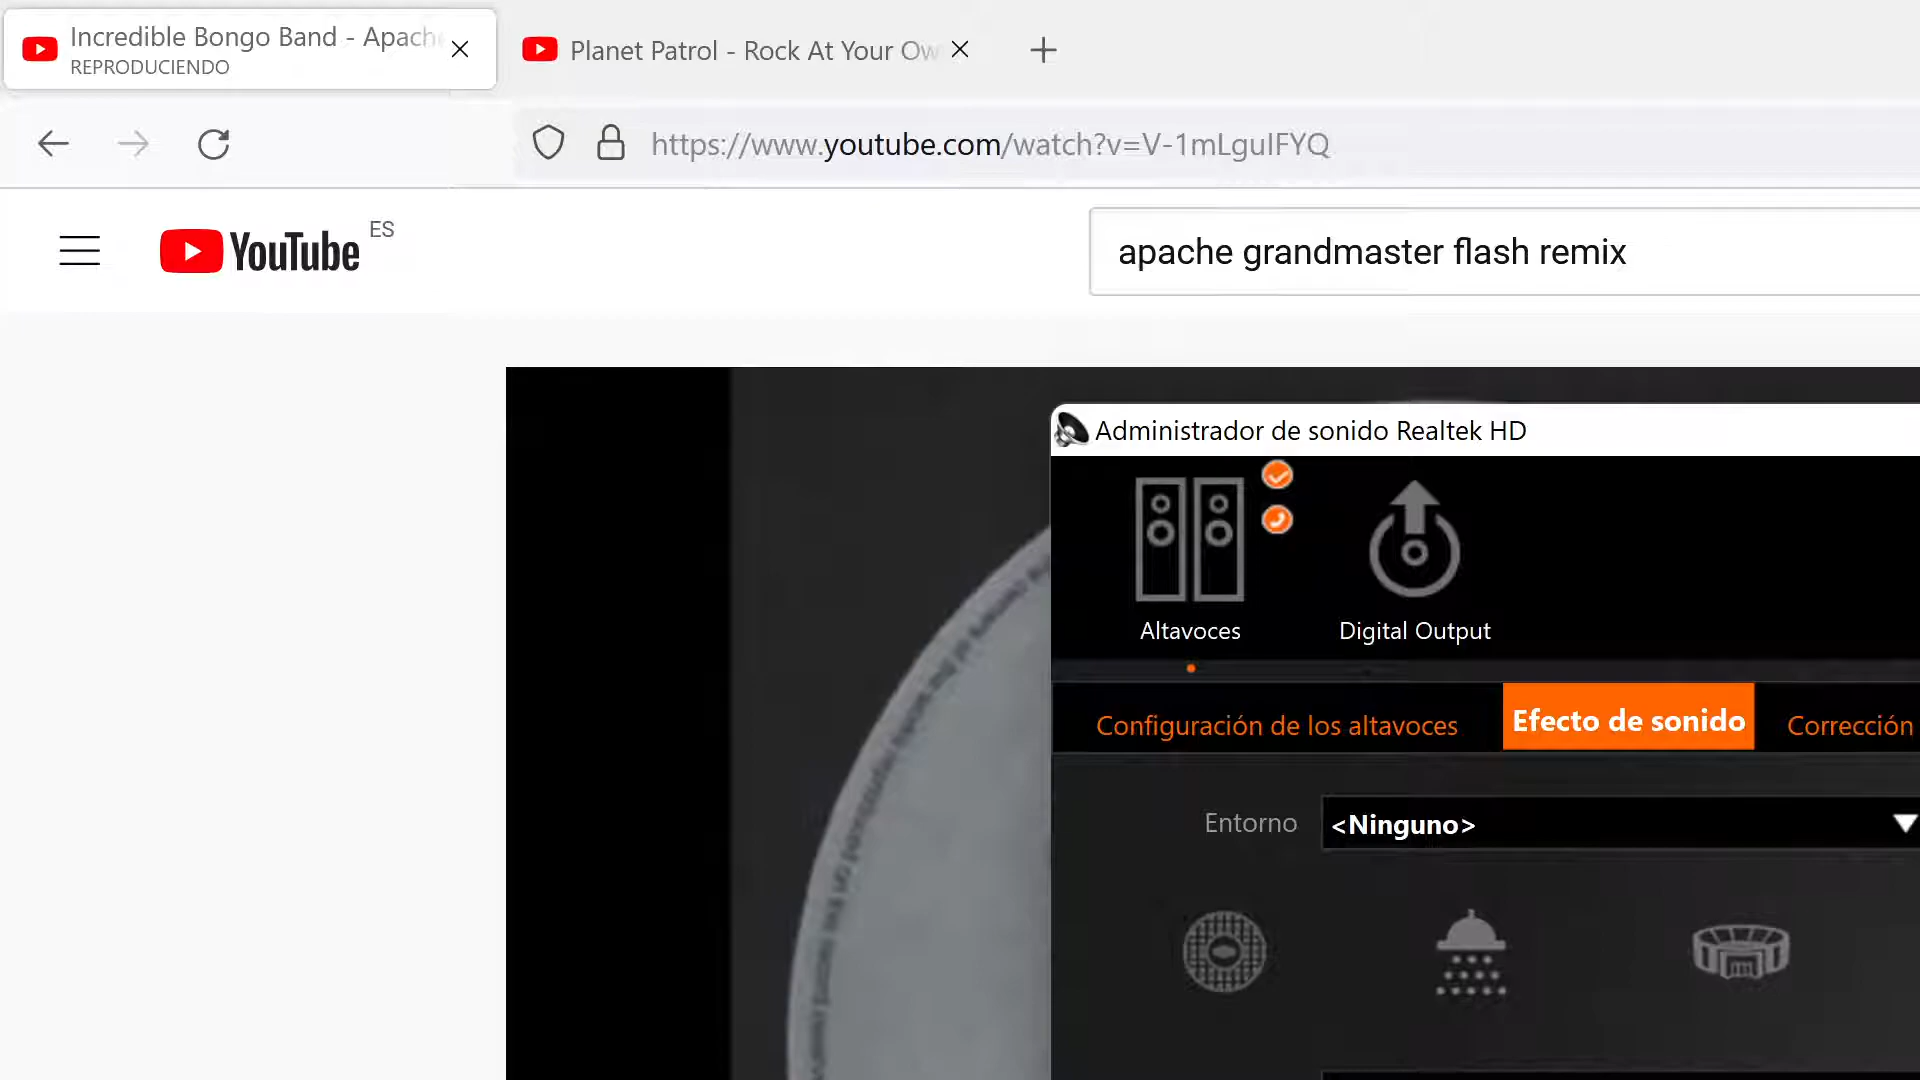 Incredible Bongo Band - Apache
REPRODUCIENDO
Planet Patrol - Rock At Your Ow
https://www.youtube.com/watch?v=V-1mLguIFYQ
YouTube ES
apache grandmaster flash remix
Administrador de sonido Realtek HD
Altavoces
Digital Output
Configuración de los altavoces
Efecto de sonido
Corrección
Entorno
<Ninguno>